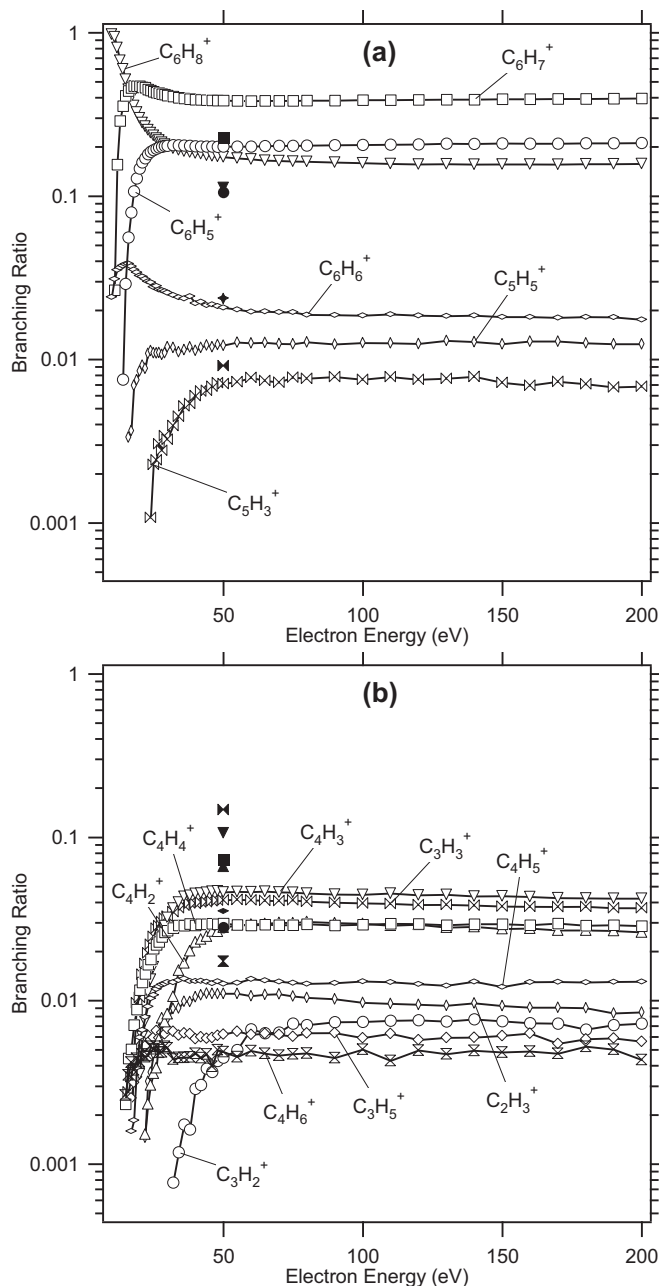 (a)
1
C₆H₈⁺
C₆H₇⁺
0.1
C₆H₅⁺
C₆H₆⁺
C₅H₅⁺
Branching Ratio
0.01
C₅H₃⁺
0.001
50
100
150
200
Electron Energy (eV)
(b)
1
0.1
C₄H₄⁺
C₄H₃⁺
C₃H₃⁺
C₄H₅⁺
C₄H₂⁺
Branching Ratio
0.01
C₄H₆⁺
C₃H₅⁺
C₂H₃⁺
C₃H₂⁺
0.001
50
100
150
200
Electron Energy (eV)